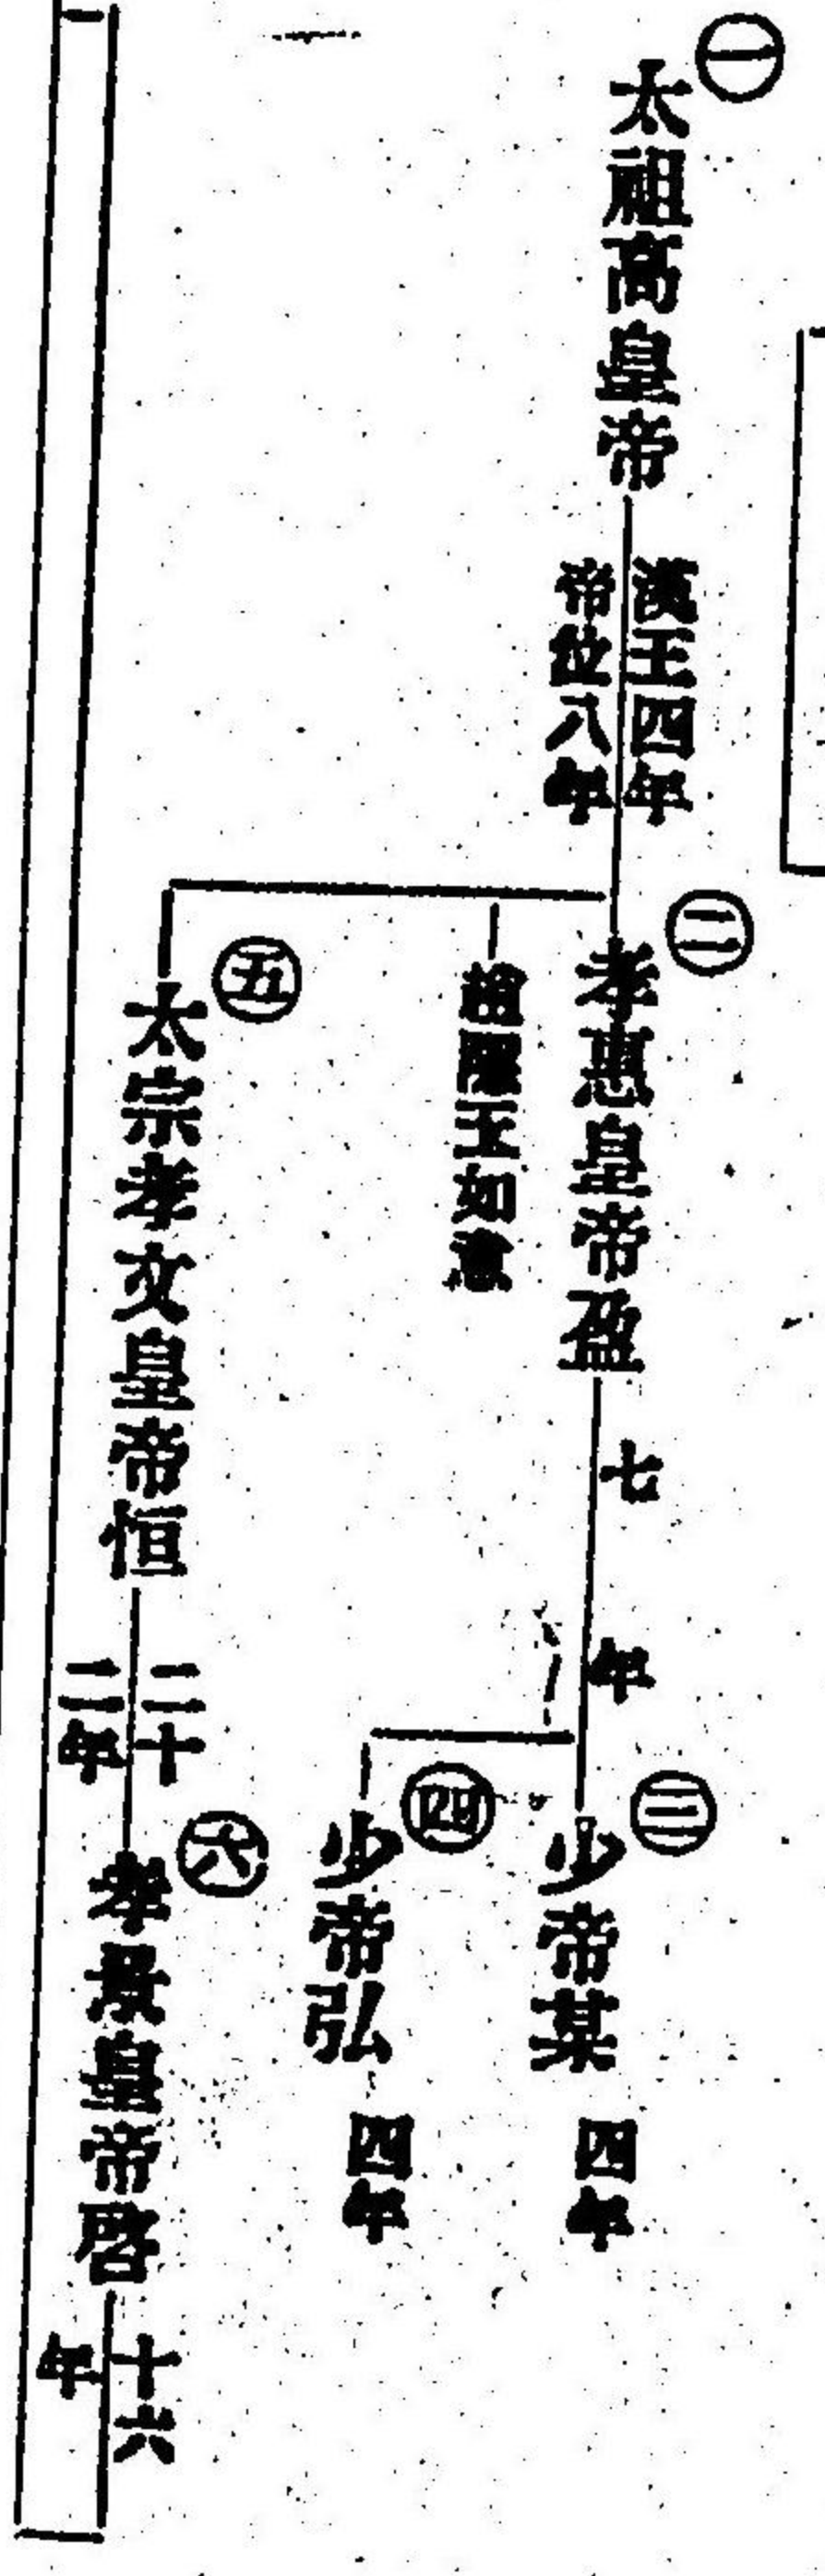 一
太祖高皇帝
漢王四年
帝位八年
二
孝惠皇帝盈
七年
三
少帝某
四年
四
少帝弘
四年
趙隱王如意
五
太宗孝文皇帝恒
二十
二年
六
孝景皇帝啓
十六
年